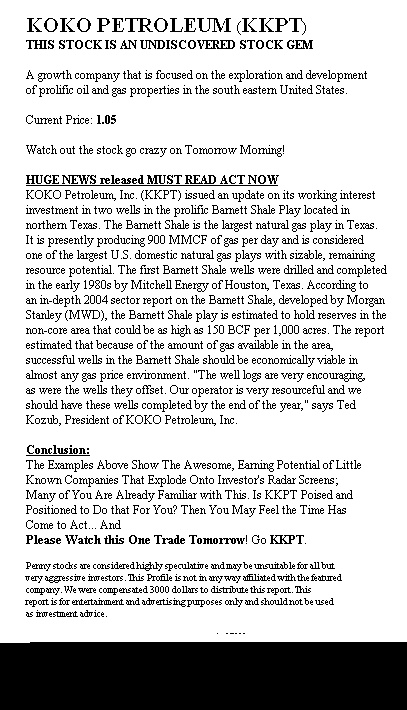 KOKO PETROLEUM (KKPT)
THIS STOCK IS AN UNDISCOVERED STOCK GEM
A growth company that is focused on the exploration and development
of prolific oil and gas properties in the south eastern United States.
Current Price: 1.05
Watch out the stock go crazy on Tomorrow Morning!
HUGE NEWS released MUST READ ACT NOW
KOKO Petroleum, Inc. (KKPT) issued an update on its working interest
investment in two wells in the prolific Barnett Shale Play located in
northern Texas. The Barnett Shale is the largest natural gas play in Texas.
It is presently producing 900 MMCF of gas per day and is considered
one of the largest U.S. domestic natural gas plays with sizable, remaining
resource potential. The first Barnett Shale wells were drilled and completed
in the early 1980s by Mitchell Energy of Houston, Texas. According to
an in-depth 2004 sector report on the Barnett Shale, developed by Morgan
Stanley (MWD), the Barnett Shale play is estimated to hold reserves in the
non-core area that could be as high as 150 BCF per 1,000 acres. The report
estimated that because of the amount of gas available in the area,
successful wells in the Barnett Shale should be economically viable in
almost any gas price environment. "The well logs are very encouraging,
as were the wells they offset. Our operator is very resourceful and we
should have these wells completed by the end of the year," says Ted
Kozub, President of KOKO Petroleum, Inc.
Conclusion:
The Examples Above Show The Awesome, Earning Potential of Little
Known Companies That Explode Onto Investor's Radar Screens;
Many of You Are Already Familiar with This. Is KKPT Poised and
Positioned to Do that For You? Then You May Feel the Time Has
Come to Act... And
Please Watch this One Trade Tomorrow! Go KKPT.
Penny stocks are considered highly speculative and may be unsuitable for all but
very aggressive investors. This Profile is not in any way affiliated with the featured
company. We were compensated 3000 dollars to distribute this report. This
report is for entertainment and advertising purposes only and should not be used
as investment advice.